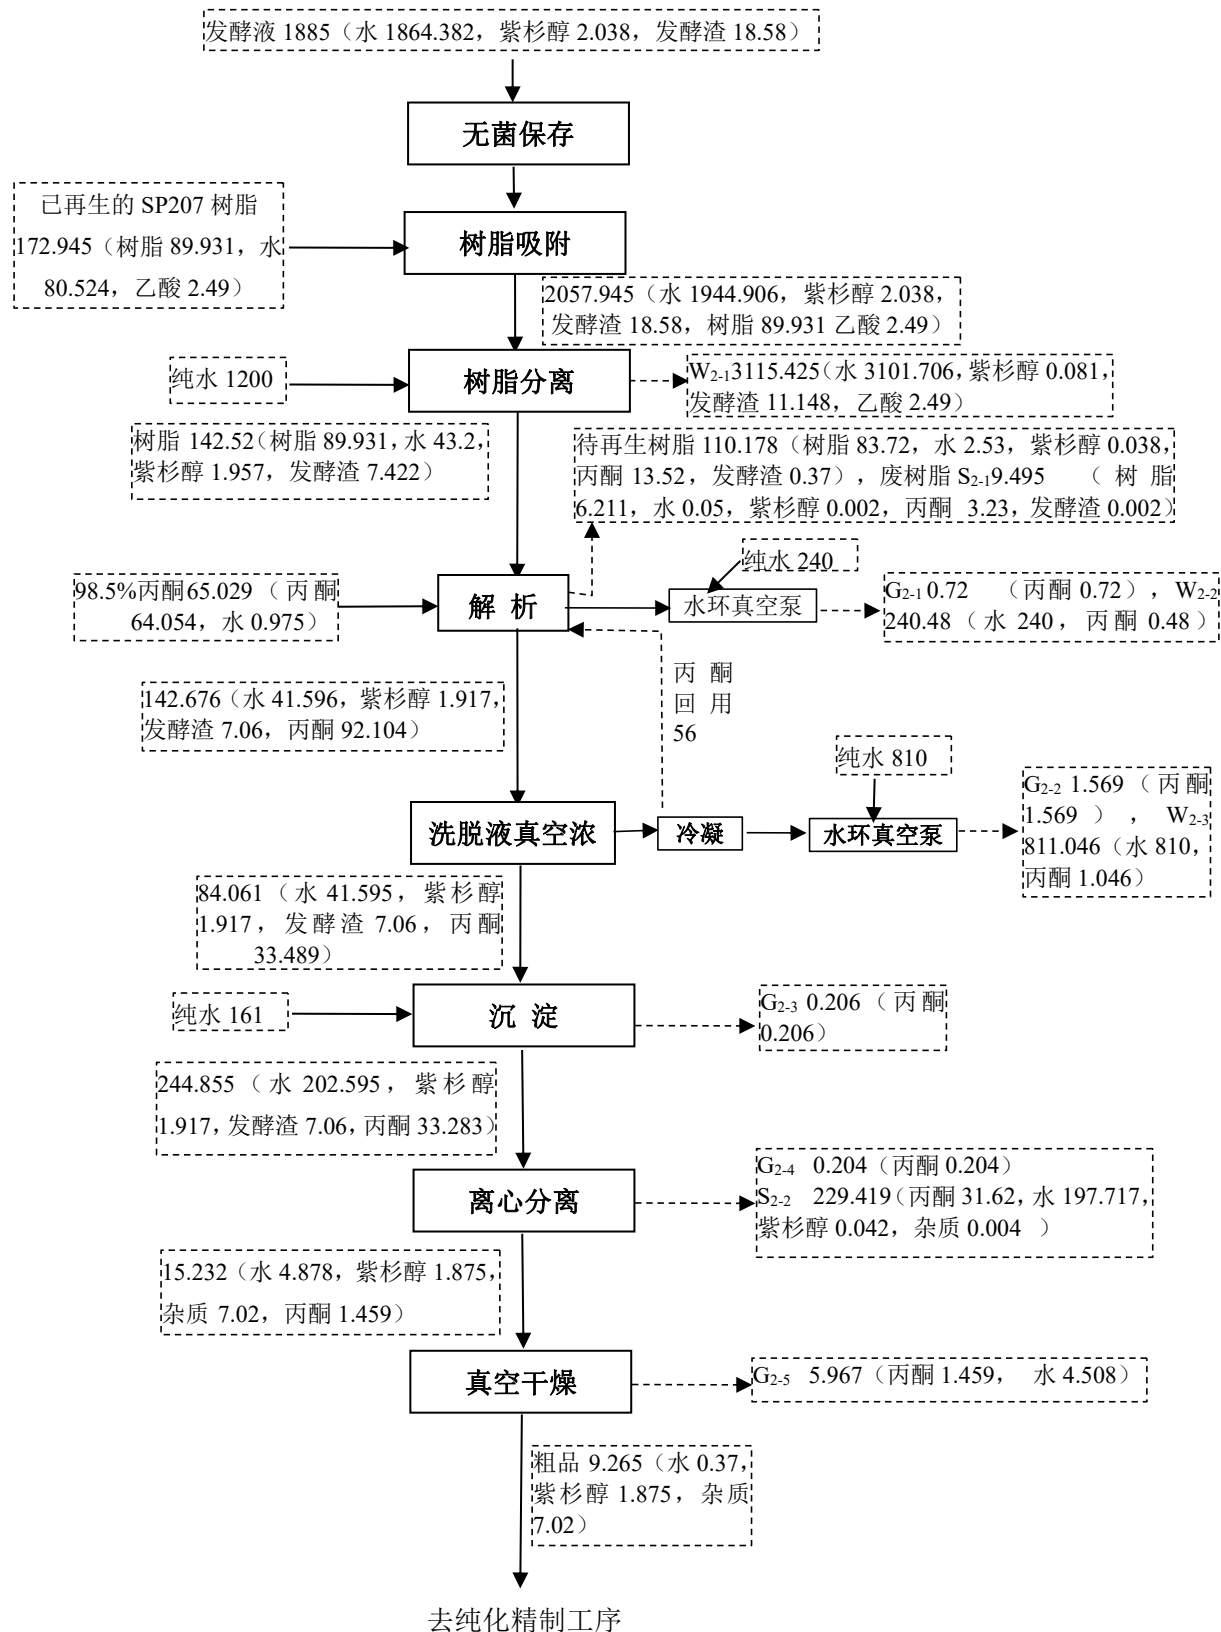 发酵液 1885（水 1864.382，紫杉醇 2.038，发酵渣 18.58）
无菌保存
已再生的 SP207 树脂
172.945（树脂 89.931，水
80.524，乙酸 2.49）
树脂吸附
2057.945（水 1944.906，紫杉醇 2.038，
发酵渣 18.58，树脂 89.931 乙酸 2.49）
纯水 1200
树脂分离
W2-13115.425（水 3101.706，紫杉醇 0.081，
发酵渣 11.148，乙酸 2.49）
树脂 142.52（树脂 89.931，水 43.2，
紫杉醇 1.957，发酵渣 7.422）
待再生树脂 110.178（树脂 83.72，水 2.53，紫杉醇 0.038，
丙酮 13.52，发酵渣 0.37），废树脂 S2-19.495 （树脂
6.211，水 0.05，紫杉醇 0.002，丙酮 3.23，发酵渣 0.002）
98.5%丙酮 65.029（丙酮
64.054，水 0.975）
解 析
纯水 240
水环真空泵
G2-1 0.72 （丙酮 0.72），W2-2
240.48（水 240，丙酮 0.48）
142.676（水 41.596，紫杉醇 1.917，
发酵渣 7.06，丙酮 92.104）
丙 酮
回 用
56
纯水 810
洗脱液真空浓
冷凝
水环真空泵
G2-2 1.569（丙酮
1.569），W2-3
811.046（水 810，
丙酮 1.046）
84.061（水 41.595，紫杉醇
1.917，发酵渣 7.06，丙酮
33.489）
纯水 161
沉 淀
G2-3 0.206（丙酮
0.206）
244.855（水 202.595，紫杉醇
1.917，发酵渣 7.06，丙酮 33.283）
离心分离
G2-4 0.204（丙酮 0.204）
S2-2 229.419（丙酮 31.62，水 197.717，
紫杉醇 0.042，杂质 0.004 ）
15.232（水 4.878，紫杉醇 1.875，
杂质 7.02，丙酮 1.459）
真空干燥
G2-5 5.967（丙酮 1.459， 水 4.508）
粗品 9.265（水 0.37，
紫杉醇 1.875，杂质
7.02）
去纯化精制工序